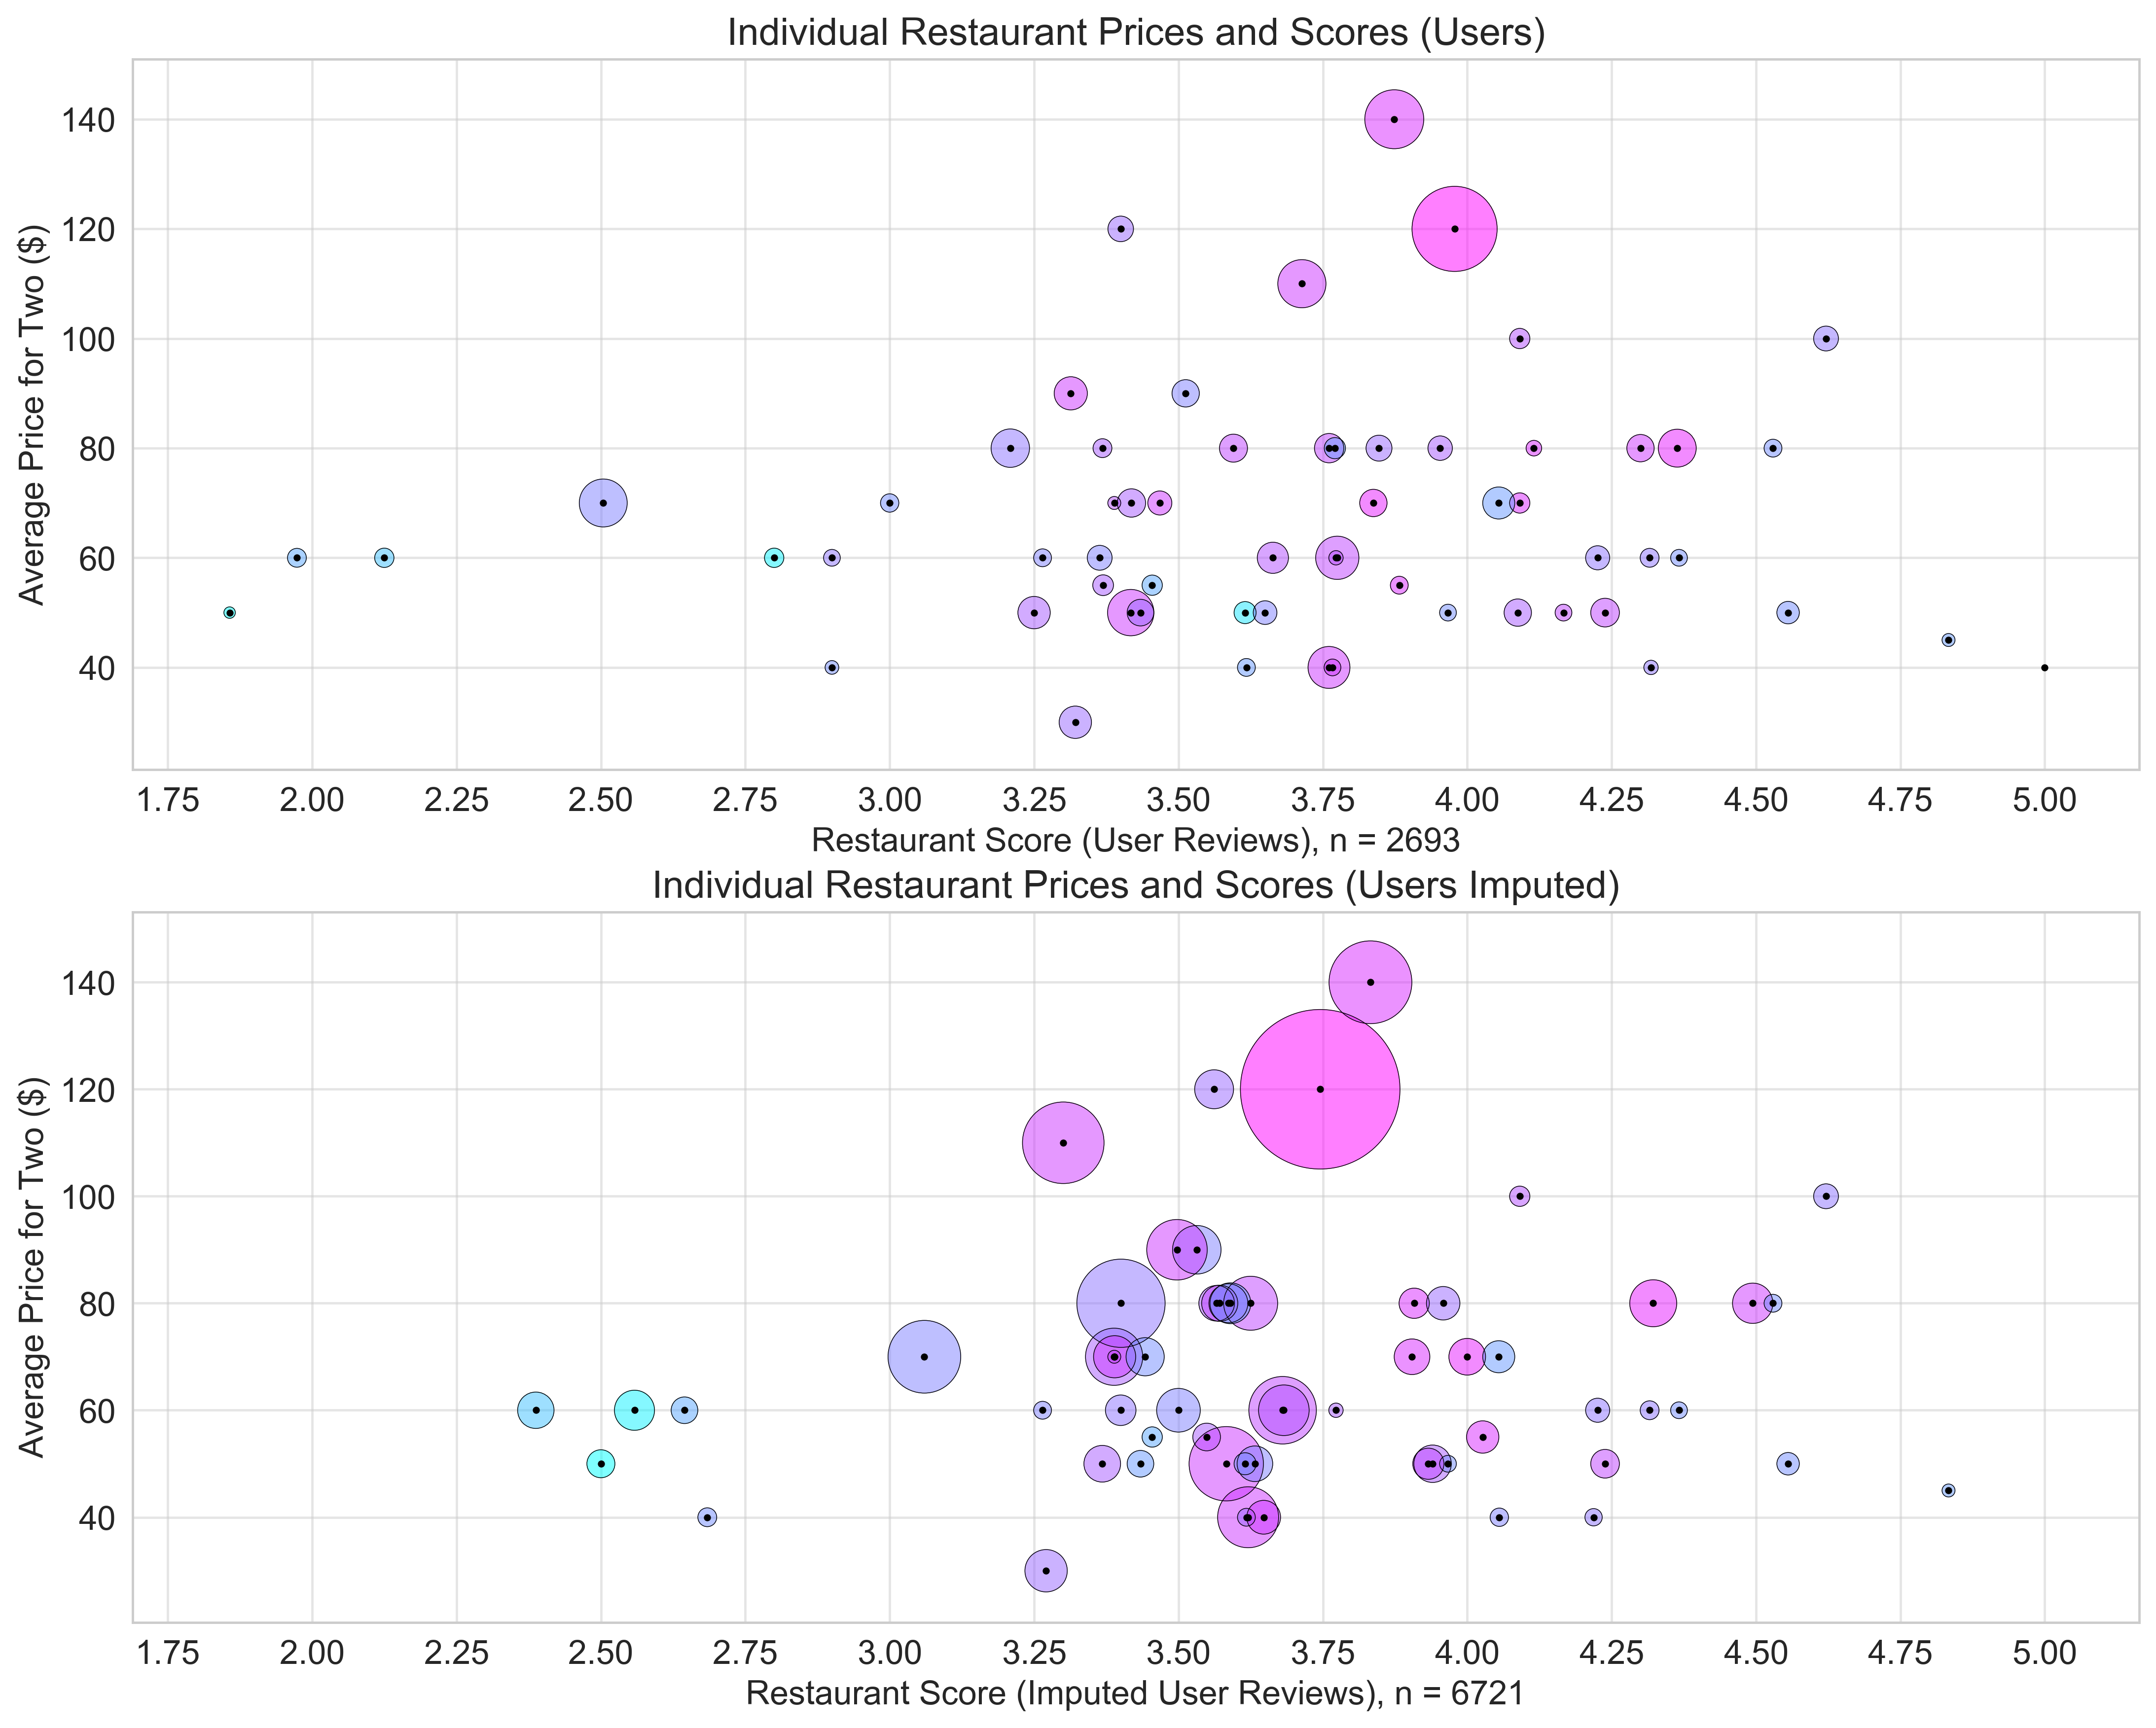 Individual Restaurant Prices and Scores (Users)
Average Price for Two ($)
140
120
100
80
60
40
1.75 2.00 2.25 2.50 2.75 3.00 3.25 3.50 3.75 4.00 4.25 4.50 4.75 5.00
Restaurant Score (User Reviews), n = 2693
Individual Restaurant Prices and Scores (Users Imputed)
Average Price for Two ($)
140
120
100
80
60
40
1.75 2.00 2.25 2.50 2.75 3.00 3.25 3.50 3.75 4.00 4.25 4.50 4.75 5.00
Restaurant Score (Imputed User Reviews), n = 6721